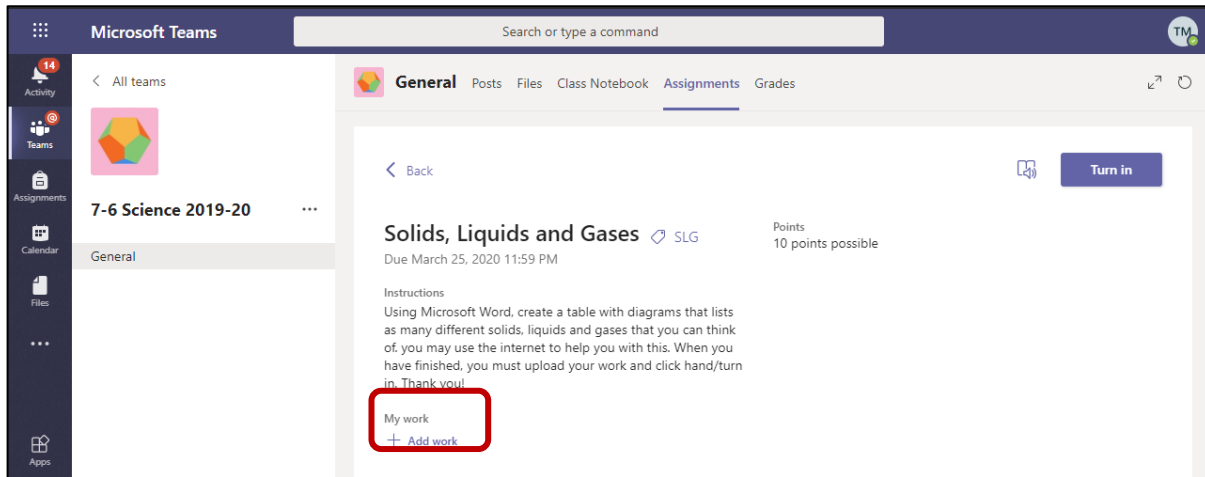 Microsoft Teams
Search or type a command
TM
14
Activity
@
Teams
Assignments
Calendar
Files
Apps
All teams
7-6 Science 2019-20
General
General Posts Files Class Notebook Assignments Grades
Back
Turn in
Solids, Liquids and Gases SLG
Due March 25, 2020 11:59 PM
Points
10 points possible
Instructions
Using Microsoft Word, create a table with diagrams that lists
as many different solids, liquids and gases that you can think
of. you may use the internet to help you with this. When you
have finished, you must upload your work and click hand/turn
in. Thank you!
My work
+ Add work